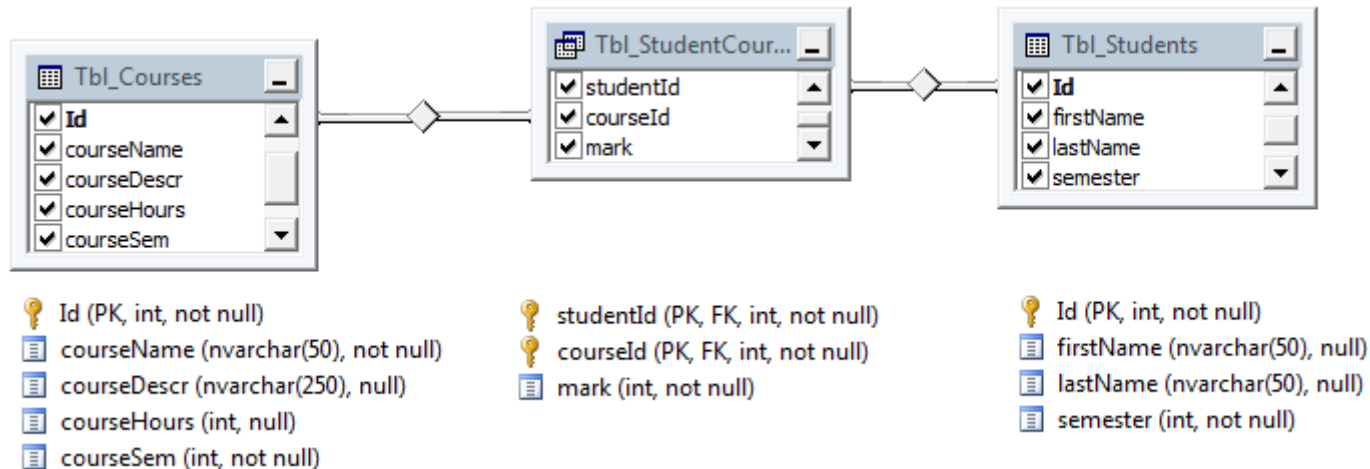 Tbl_Courses
Id
courseName
courseDescr
courseHours
courseSem
Tbl_StudentCour...
studentId
courseId
mark
Tbl_Students
Id
firstName
lastName
semester
Id (PK, int, not null)
courseName (nvarchar(50), not null)
courseDescr (nvarchar(250), null)
courseHours (int, null)
courseSem (int, not null)
studentId (PK, FK, int, not null)
courseId (PK, FK, int, not null)
mark (int, not null)
Id (PK, int, not null)
firstName (nvarchar(50), null)
lastName (nvarchar(50), null)
semester (int, not null)